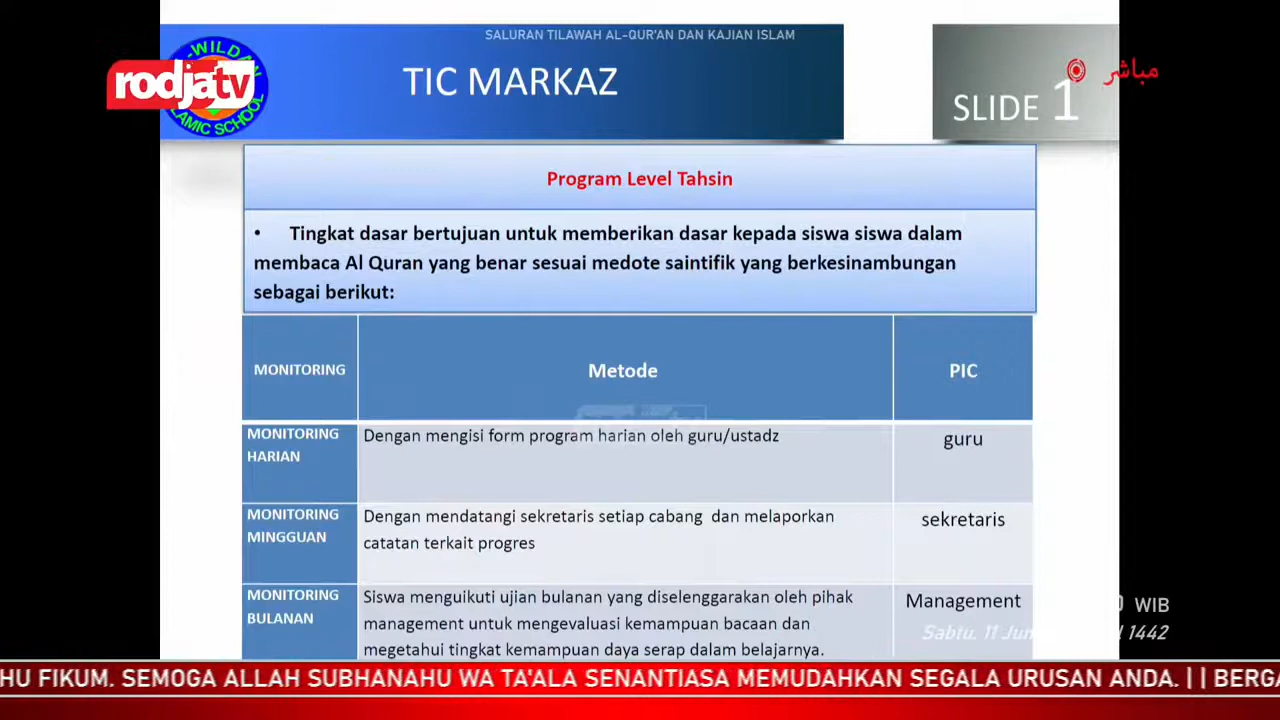 SALURAN TILAWAH AL-QUR'AN DAN KAJIAN ISLAM
-WILDAN
LAMIC SCHOOL
rodjatv
TIC MARKAZ
SLIDE 1
مباشر
Program Level Tahsin
• Tingkat dasar bertujuan untuk memberikan dasar kepada siswa siswa dalam
membaca Al Quran yang benar sesuai medote saintifik yang berkesinambungan
sebagai berikut:
MONITORING
Metode
PIC
MONITORING
HARIAN
Dengan mengisi form program harian oleh guru/ustadz
guru
MONITORING
MINGGUAN
Dengan mendatangi sekretaris setiap cabang dan melaporkan
catatan terkait progres
sekretaris
MONITORING
BULANAN
Siswa menguikuti ujian bulanan yang diselenggarakan oleh pihak
management untuk mengevaluasi kemampuan bacaan dan
megetahui tingkat kemampuan daya serap dalam belajarnya.
Management
WIB
Sabtu, 11 Jun 1442
HU FIKUM. SEMOGA ALLAH SUBHANAHU WA TA'ALA SENANTIASA MEMUDAHKAN SEGALA URUSAN ANDA. || BERGA